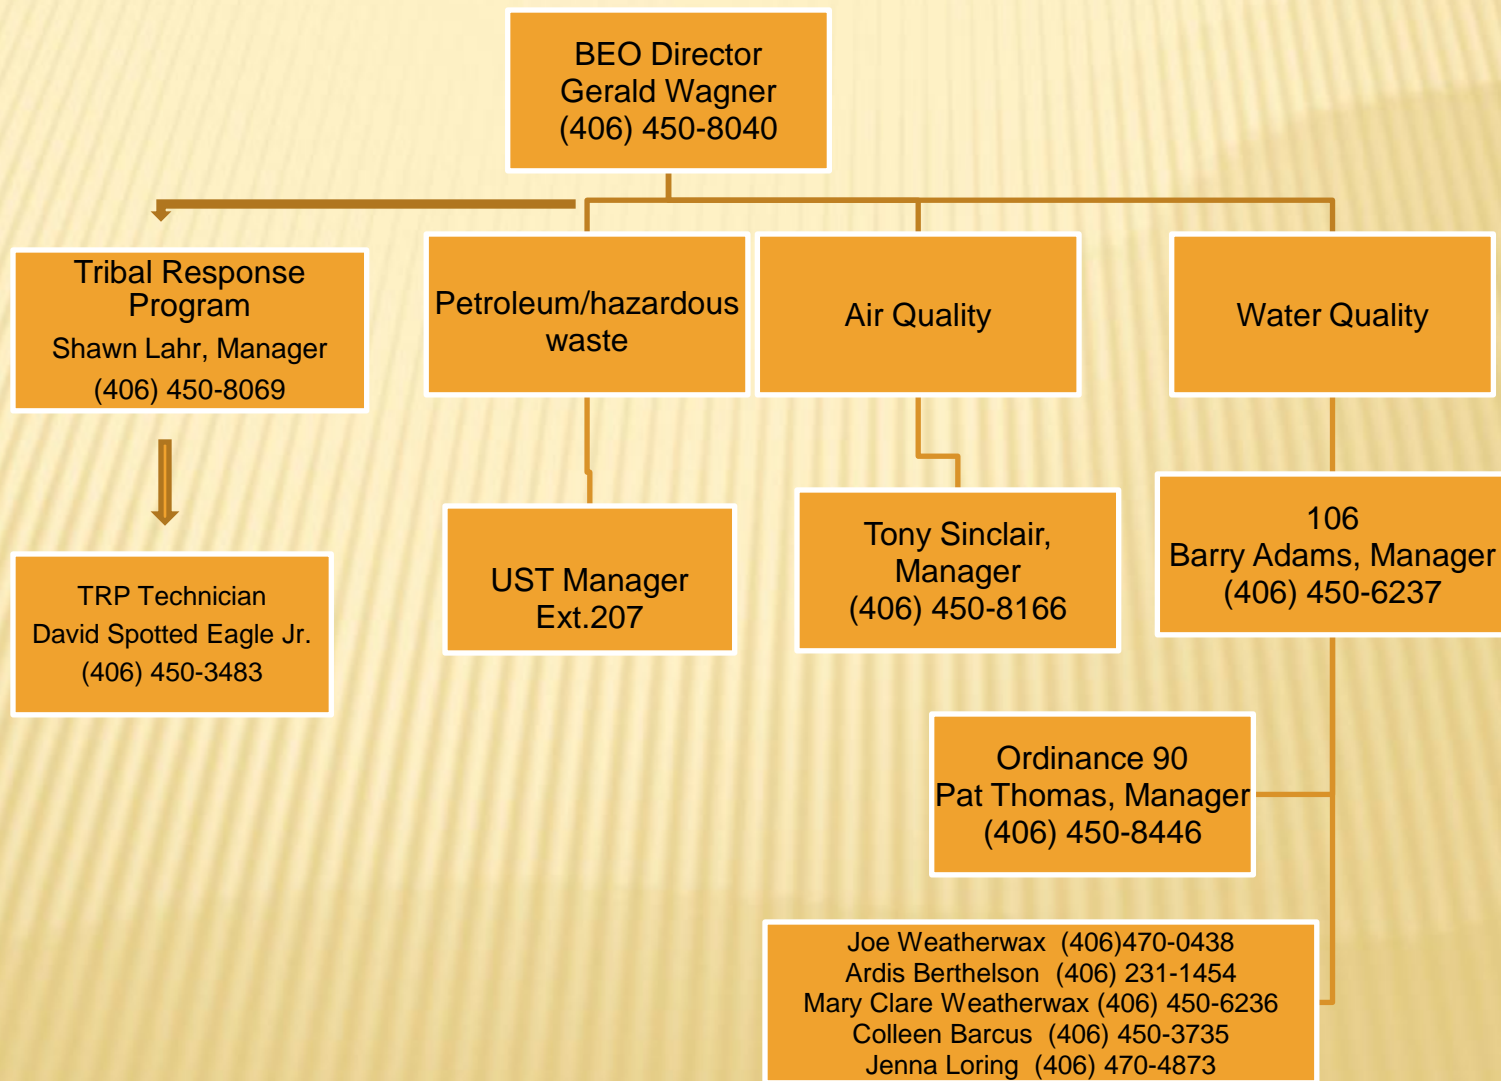 BEO Director
Gerald Wagner
(406) 450-8040
Tribal Response
Program
Shawn Lahr, Manager
(406) 450-8069
Petroleum/hazardous
waste
Air Quality
Water Quality
TRP Technician
David Spotted Eagle Jr.
(406) 450-3483
UST Manager
Ext.207
Tony Sinclair,
Manager
(406) 450-8166
106
Barry Adams, Manager
(406) 450-6237
Ordinance 90
Pat Thomas, Manager
(406) 450-8446
Joe Weatherwax  (406)470-0438
Ardis Berthelson  (406) 231-1454
Mary Clare Weatherwax (406) 450-6236
Colleen Barcus  (406) 450-3735
Jenna Loring  (406) 470-4873